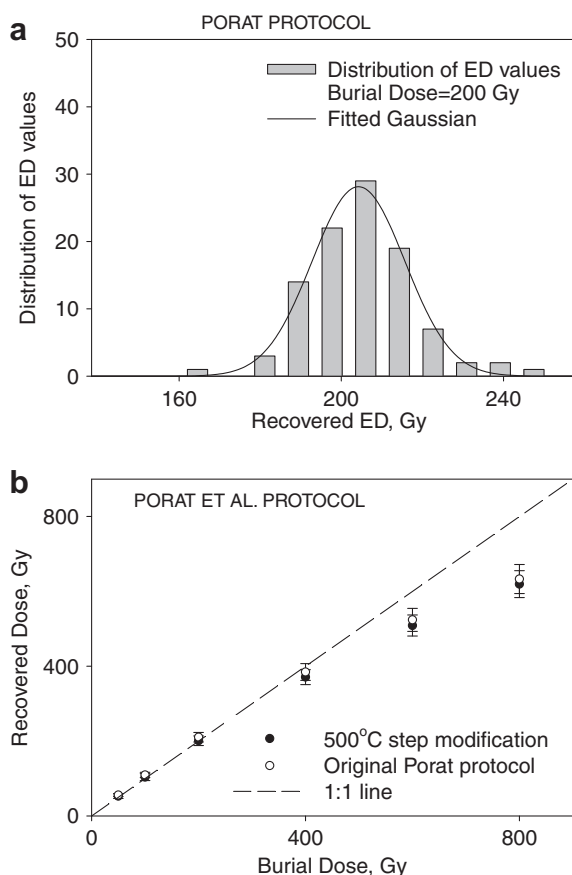 a
PORAT PROTOCOL
50
40
30
20
10
0
Distribution of ED values
Distribution of ED values
Burial Dose=200 Gy
Fitted Gaussian
160
200
240
Recovered ED, Gy
b
PORAT ET AL. PROTOCOL
800
400
0
Recovered Dose, Gy
500°C step modification
Original Porat protocol
1:1 line
0
400
800
Burial Dose, Gy